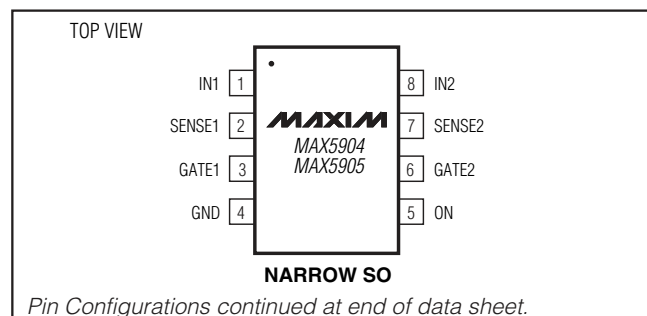 TOP VIEW
IN1 1 8 IN2
MAXIM
SENSE1 2 7 SENSE2
MAX5904
GATE1 3 MAX5905 6 GATE2
GND 4 5 ON
NARROW SO
Pin Configurations continued at end of data sheet.